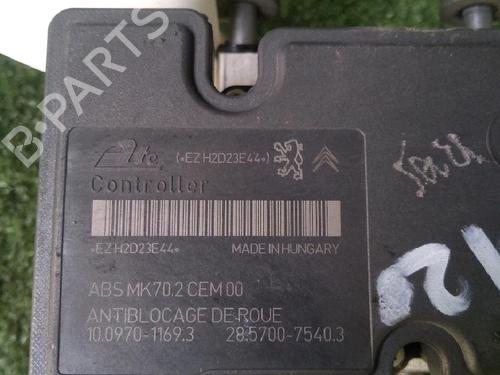 Ate (*EZ H2D23E44*)
Controller
*EZ H2D23E44* MADE IN HUNGARY
ABS MK70.2 CEM 00
ANTIBLOCAGE DE ROUE
10.0970-1169.3 28.5700-7540.3
B-PARTS